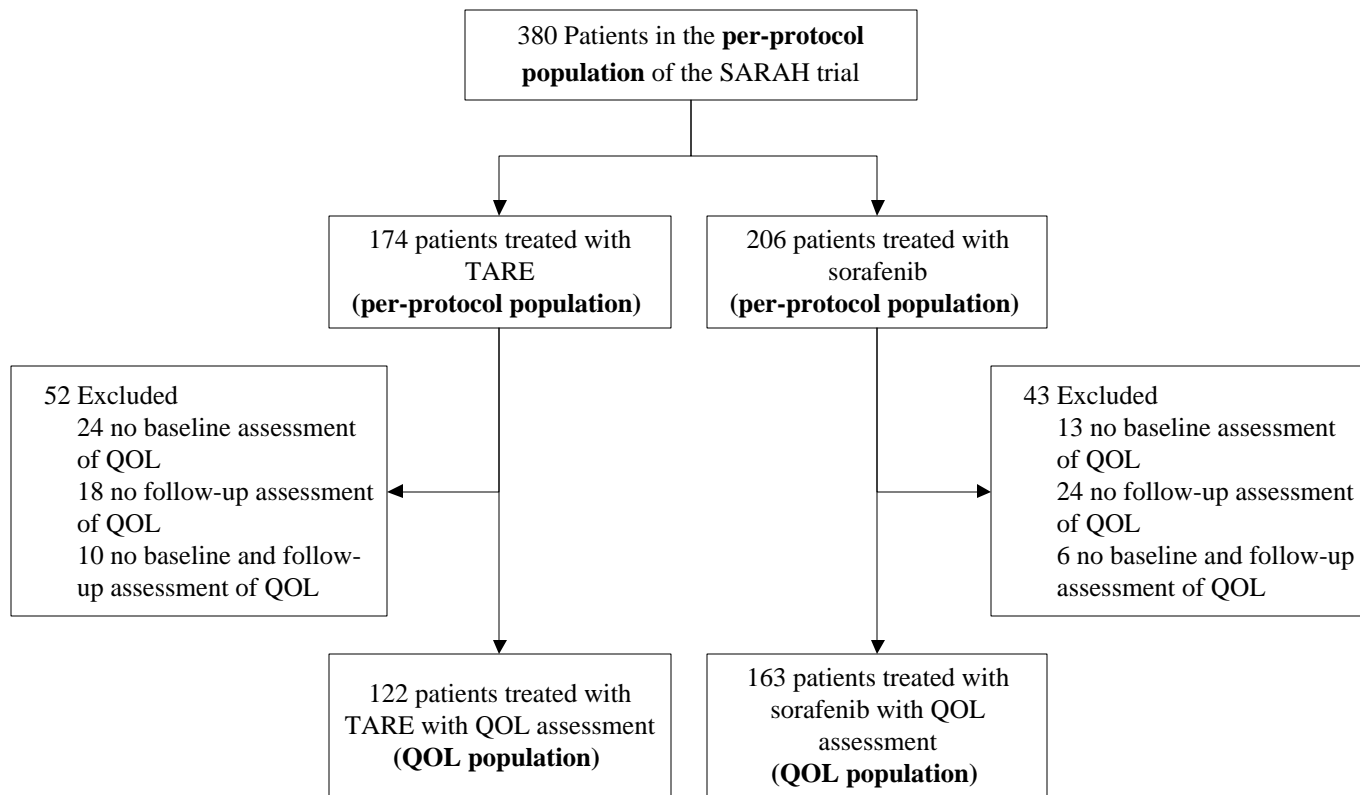 380 Patients in the per-protocol
population of the SARAH trial
174 patients treated with
TARE
(per-protocol population)
206 patients treated with
sorafenib
(per-protocol population)
52 Excluded
24 no baseline assessment
of QOL
18 no follow-up assessment
of QOL
10 no baseline and follow-
up assessment of QOL
43 Excluded
13 no baseline assessment
of QOL
24 no follow-up assessment
of QOL
6 no baseline and follow-up
assessment of QOL
122 patients treated with
TARE with QOL assessment
(QOL population)
163 patients treated with
sorafenib with QOL
assessment
(QOL population)